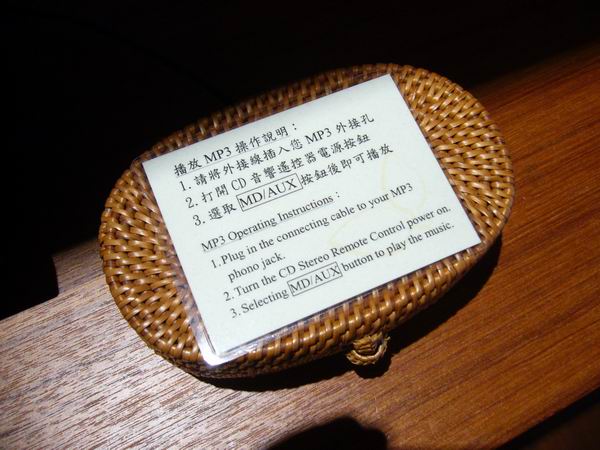 播放 MP3 操作說明：
1. 請將外接線插入您 MP3 外接孔
2. 打開 CD 音響遙控器電源按鈕
3. 選取 MD/AUX 按鈕後即可播放
MP3 Operating Instructions：
1. Plug in the connecting cable to your MP3
phono jack.
2. Turn the CD Stereo Remote Control power on.
3. Selecting MD/AUX button to play the music.